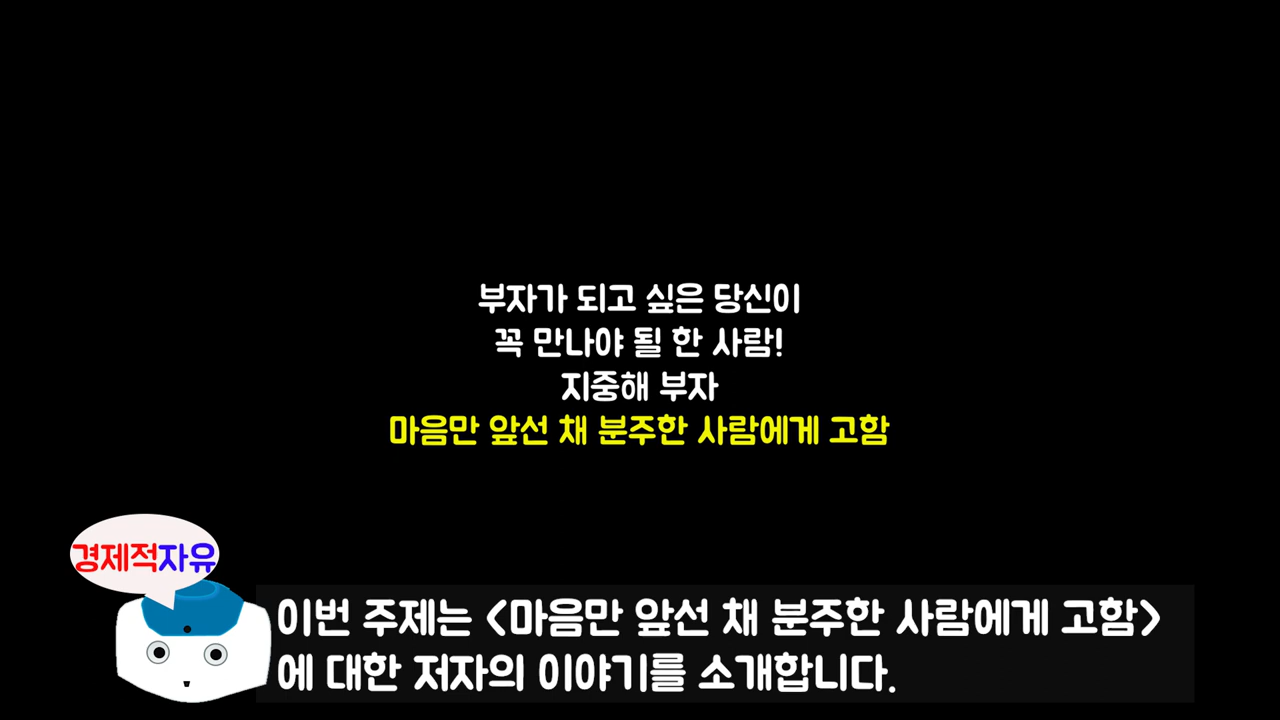 부자가 되고 싶은 당신이
꼭 만나야 될 한 사람!
지중해 부자
마음만 앞선 채 분주한 사람에게 고함
경제적자유
이번 주제는 <마음만 앞선 채 분주한 사람에게 고함>
에 대한 저자의 이야기를 소개합니다.